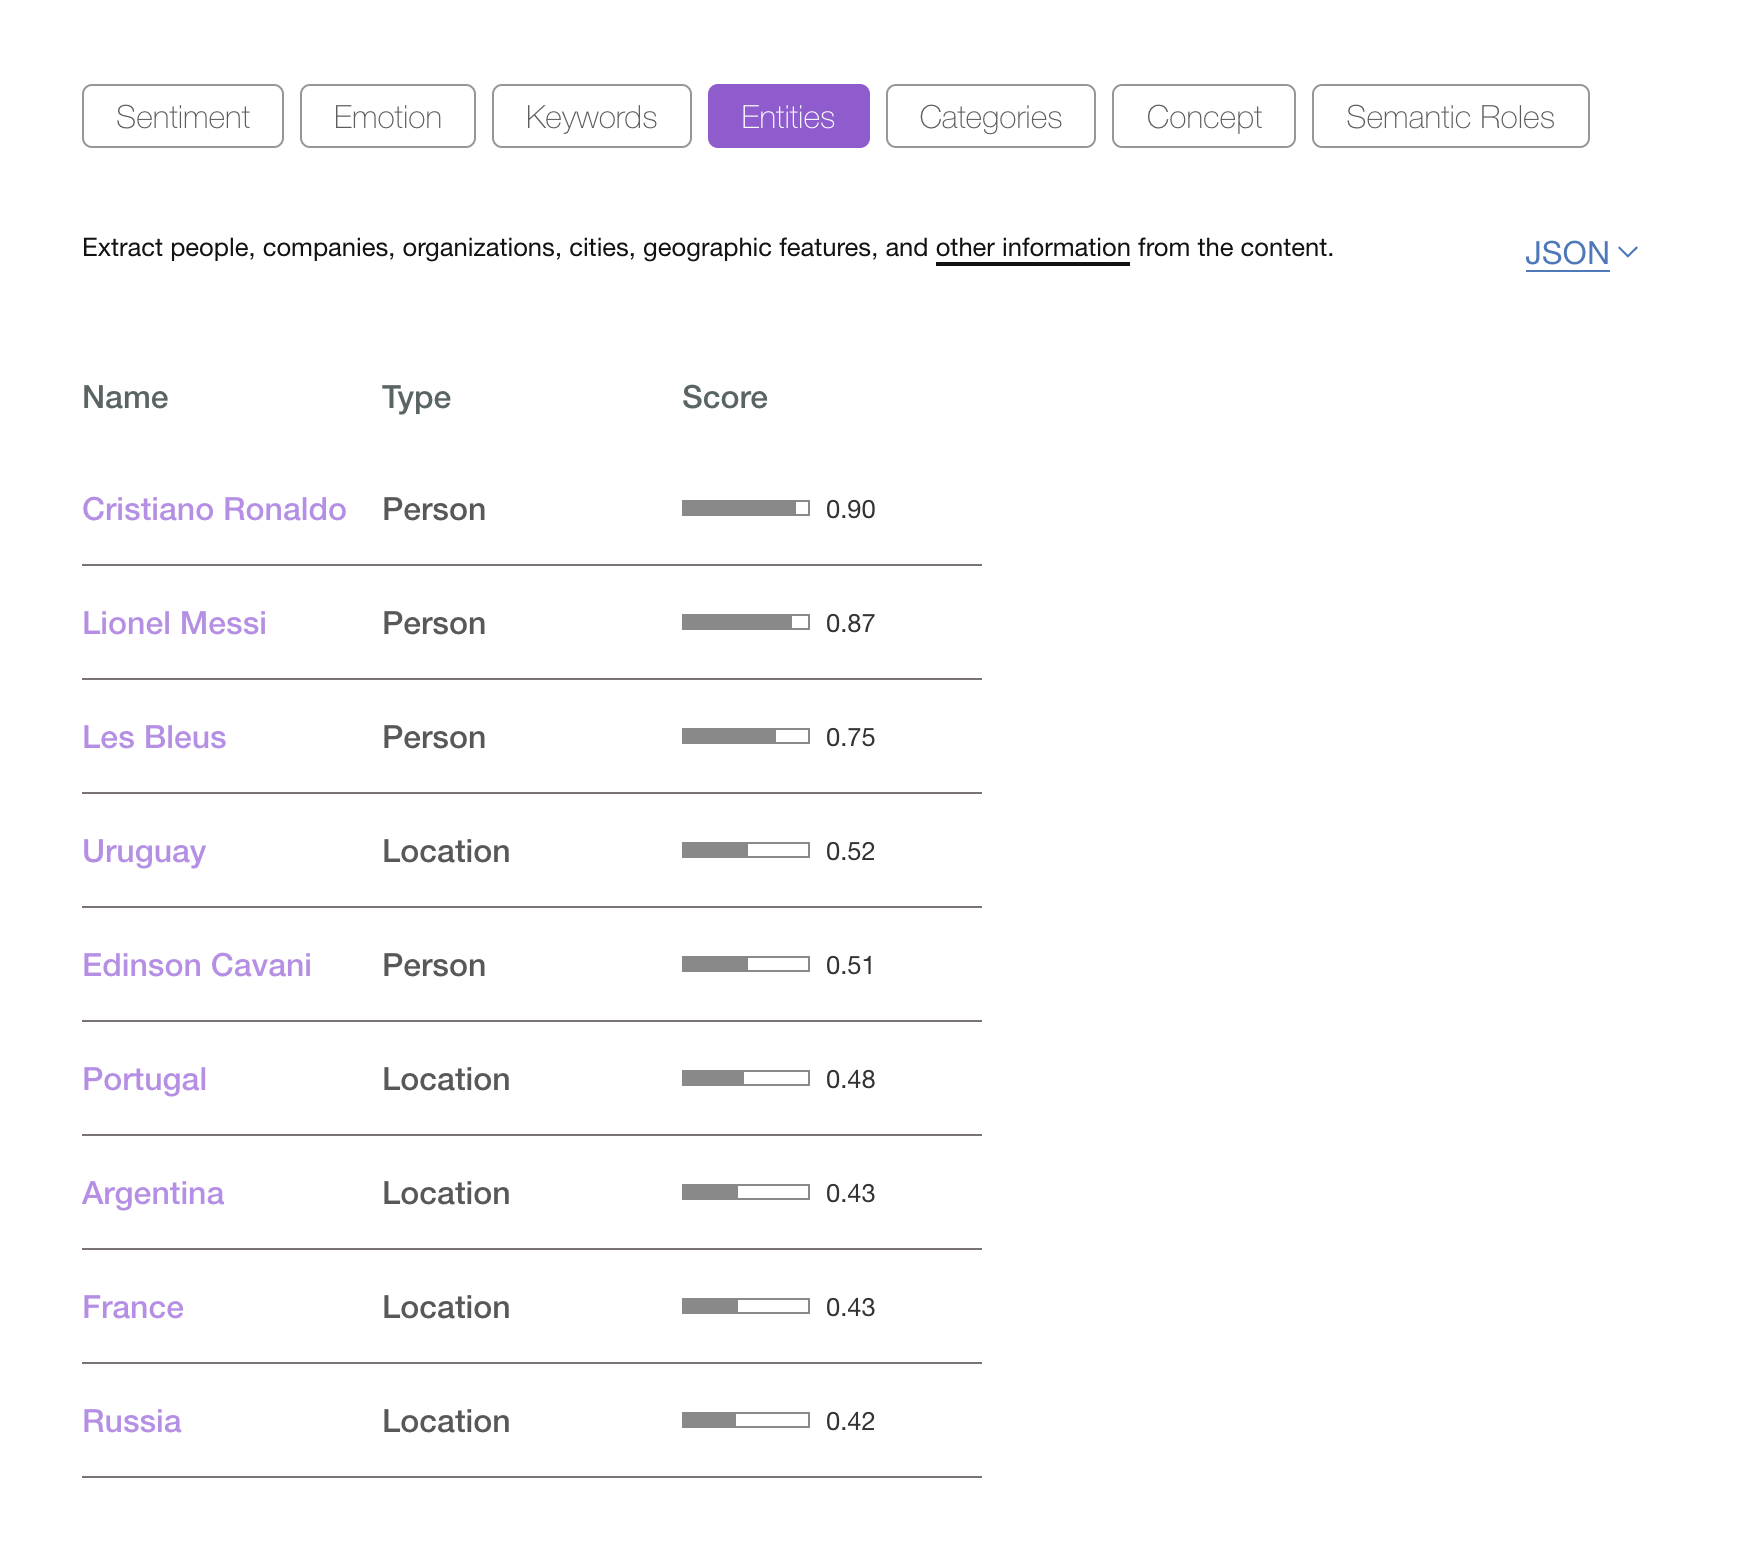 Sentiment Emotion Keywords Entities Categories Concept Semantic Roles
Extract people, companies, organizations, cities, geographic features, and other information from the content. JSON
Name Type Score
Cristiano Ronaldo Person 0.90
Lionel Messi Person 0.87
Les Bleus Person 0.75
Uruguay Location 0.52
Edinson Cavani Person 0.51
Portugal Location 0.48
Argentina Location 0.43
France Location 0.43
Russia Location 0.42